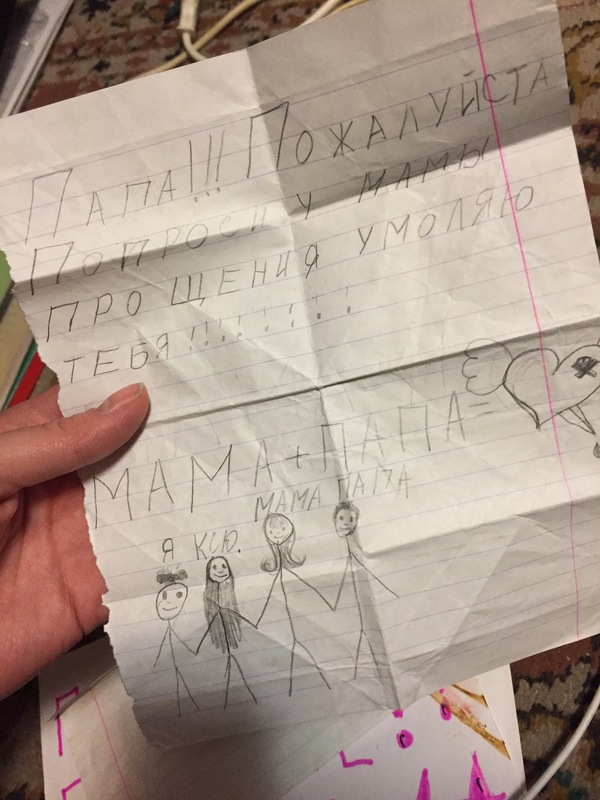 ПАПА!!! ПОЖАЛУЙСТА
ПОПРОСИ У МАМЫ
ПРОЩЕНИЯ УМОЛЯЮ
ТЕБЯ!!!!!!!!
МАМА+ПАПА=
МАМА ПАПА
Я КСЮ.